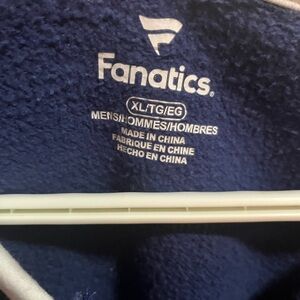 Fanatics®
XL/TG/EG
MENS/HOMMES/HOMBRES
MADE IN CHINA
FABRIQUE EN CHINE
HECHO EN CHINA